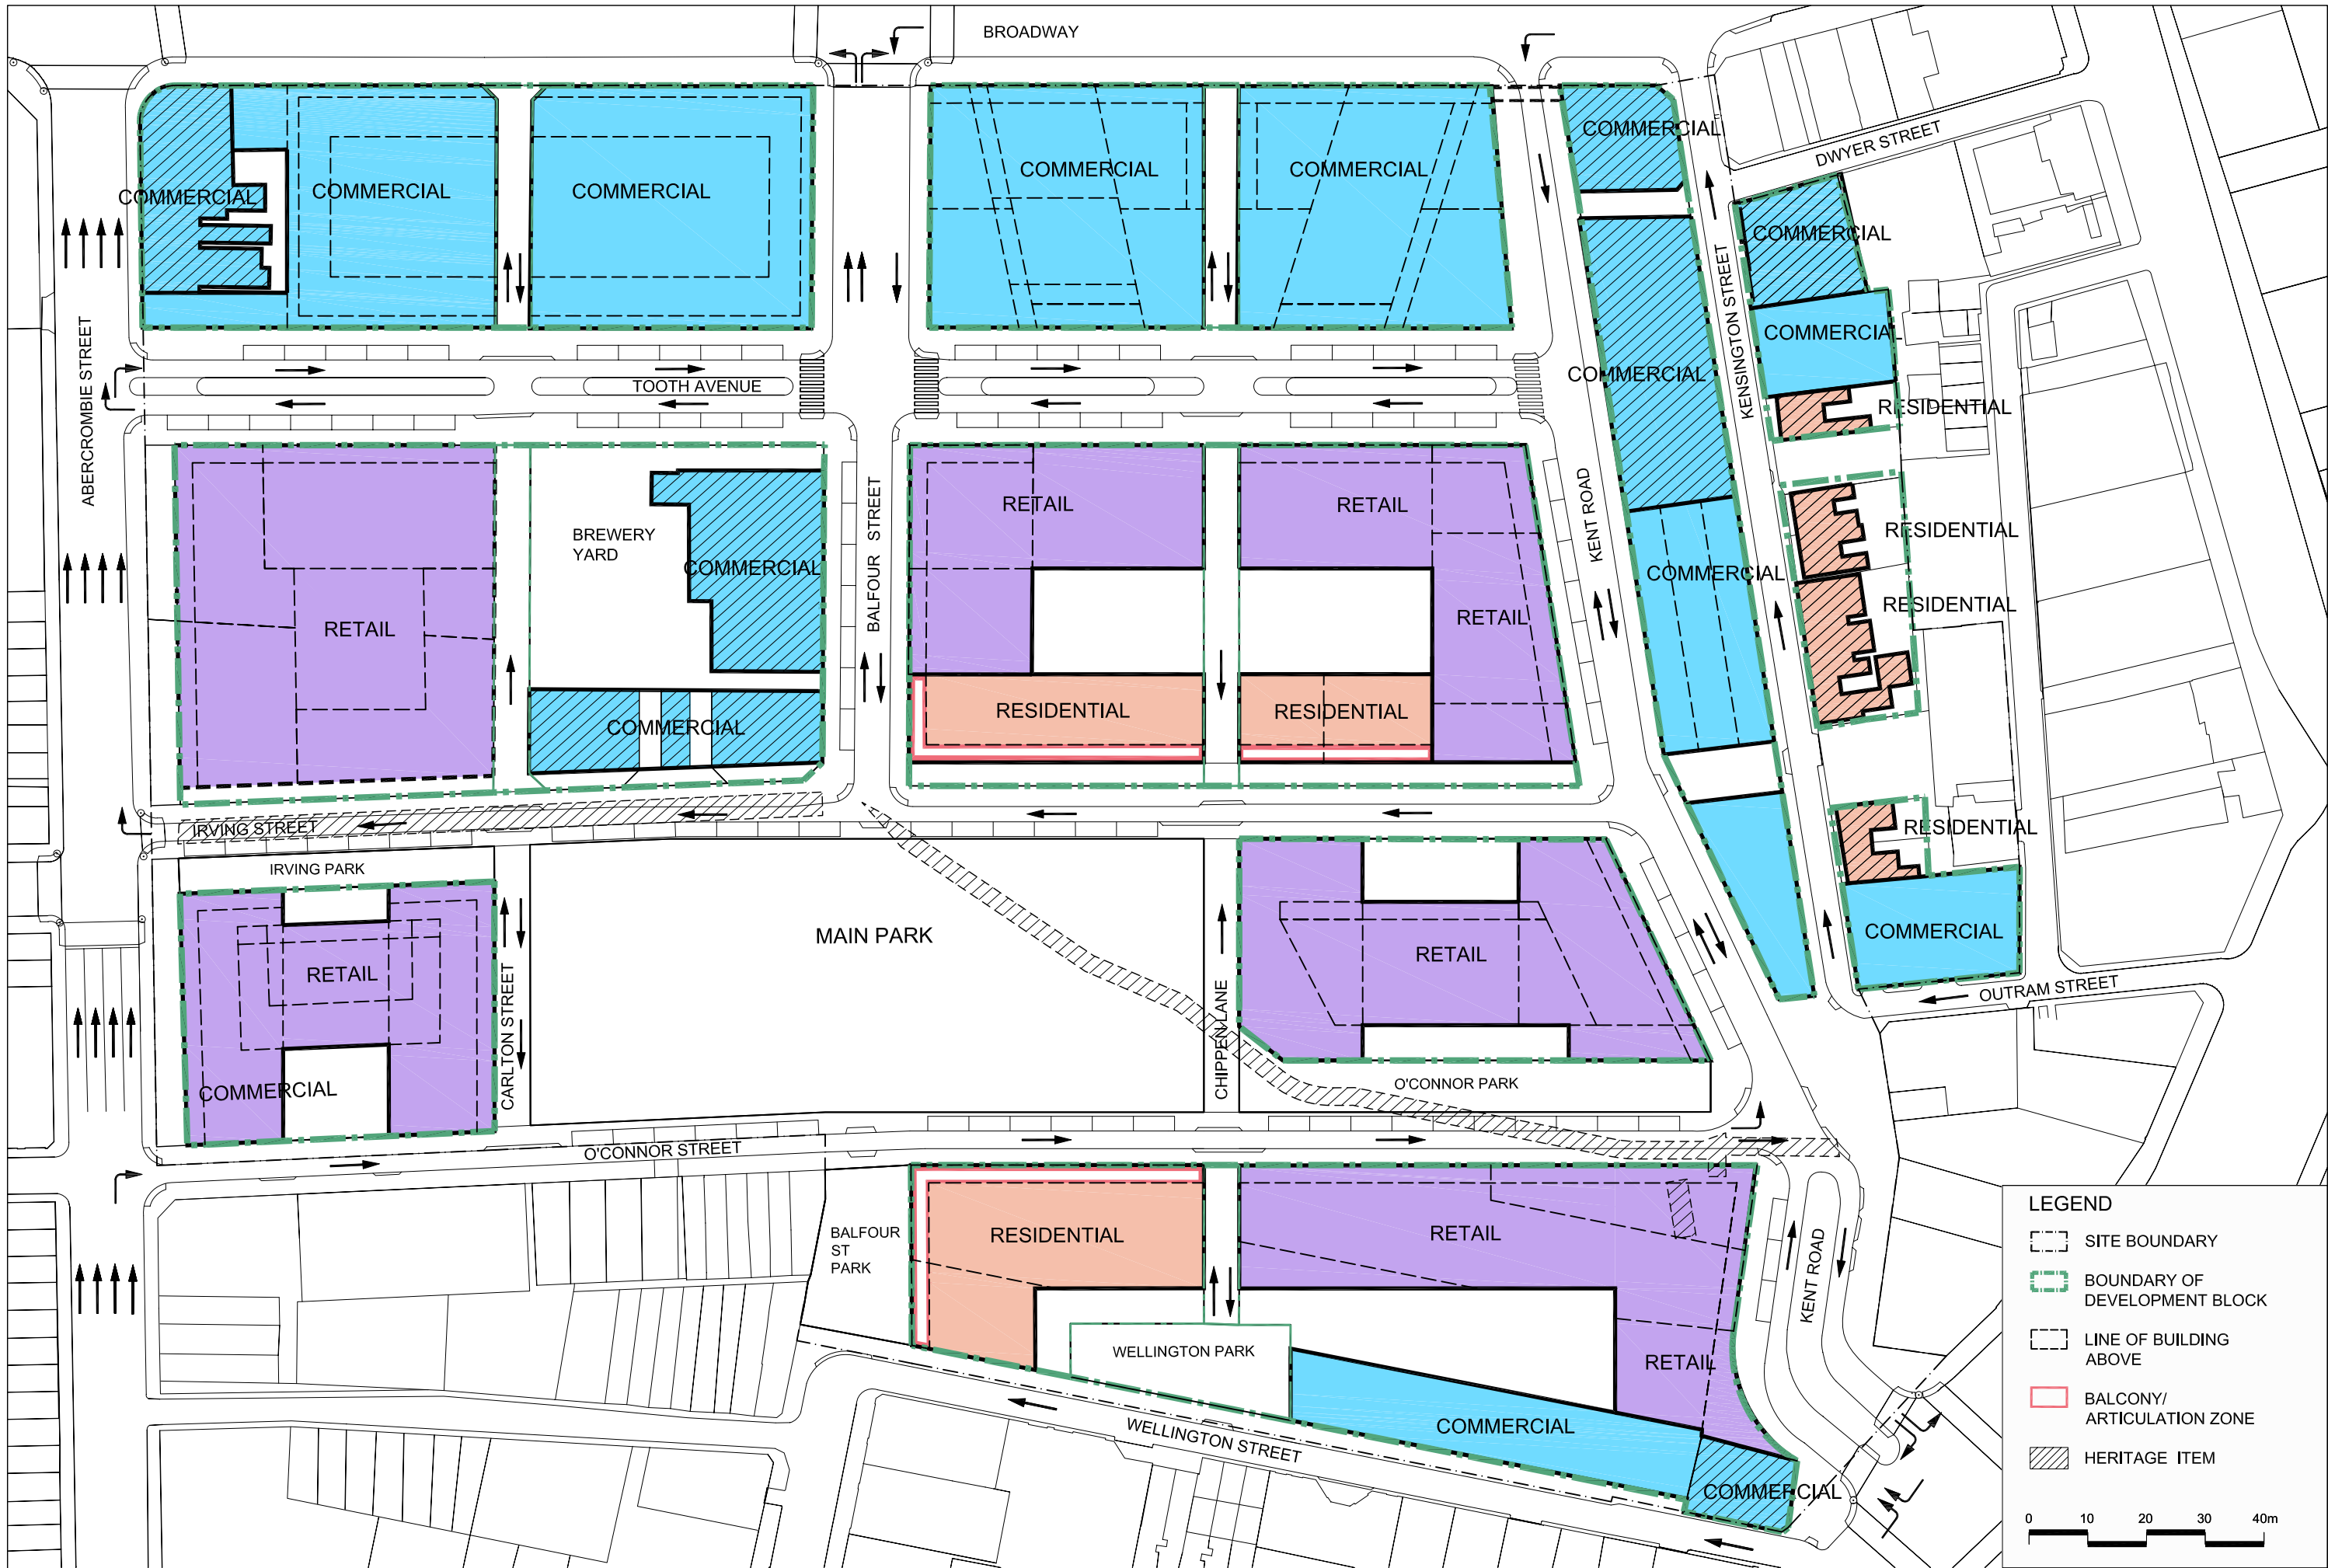 BROADWAY
COMMERCIAL
DWYER STREET
COMMERCIAL
COMMERCIAL
COMMERCIAL
COMMERCIAL
COMMERCIAL
COMMERCIAL
KENSINGTON STREET
COMMERCIAL
ABERCROMBIE STREET
TOOTH AVENUE
COMMERCIAL
RESIDENTIAL
RETAIL
RETAIL
BREWERY
YARD
COMMERCIAL
BALFOUR STREET
KENT ROAD
COMMERCIAL
RESIDENTIAL
RESIDENTIAL
RETAIL
RETAIL
RESIDENTIAL
RESIDENTIAL
COMMERCIAL
IRVING STREET
RESIDENTIAL
IRVING PARK
MAIN PARK
COMMERCIAL
RETAIL
RETAIL
CARLTON STREET
CHIPPEN LANE
OUTRAM STREET
COMMERCIAL
O'CONNOR PARK
O'CONNOR STREET
BALFOUR
ST
PARK
RESIDENTIAL
RETAIL
KENT ROAD
WELLINGTON PARK
RETAIL
COMMERCIAL
WELLINGTON STREET
COMMERCIAL
LEGEND
SITE BOUNDARY
BOUNDARY OF
DEVELOPMENT BLOCK
LINE OF BUILDING
ABOVE
BALCONY/
ARTICULATION ZONE
HERITAGE ITEM
0 10 20 30 40m